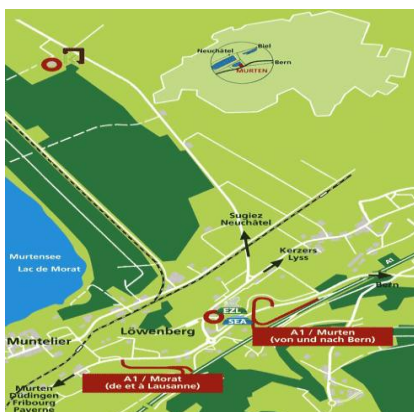 Neuchâtel
Biel
Bern
MURTEN
Sugiez
Neuchâtel
Kerzers
Lyss
Murtensee
Lac de Morat
A1
Bern
EZL
SEA
Löwenberg
A1 / Murten
(von und nach Bern)
Muntelier
A1 / Morat
(de et à Lausanne)
Murten
Düdingen
Fribourg
Payerne